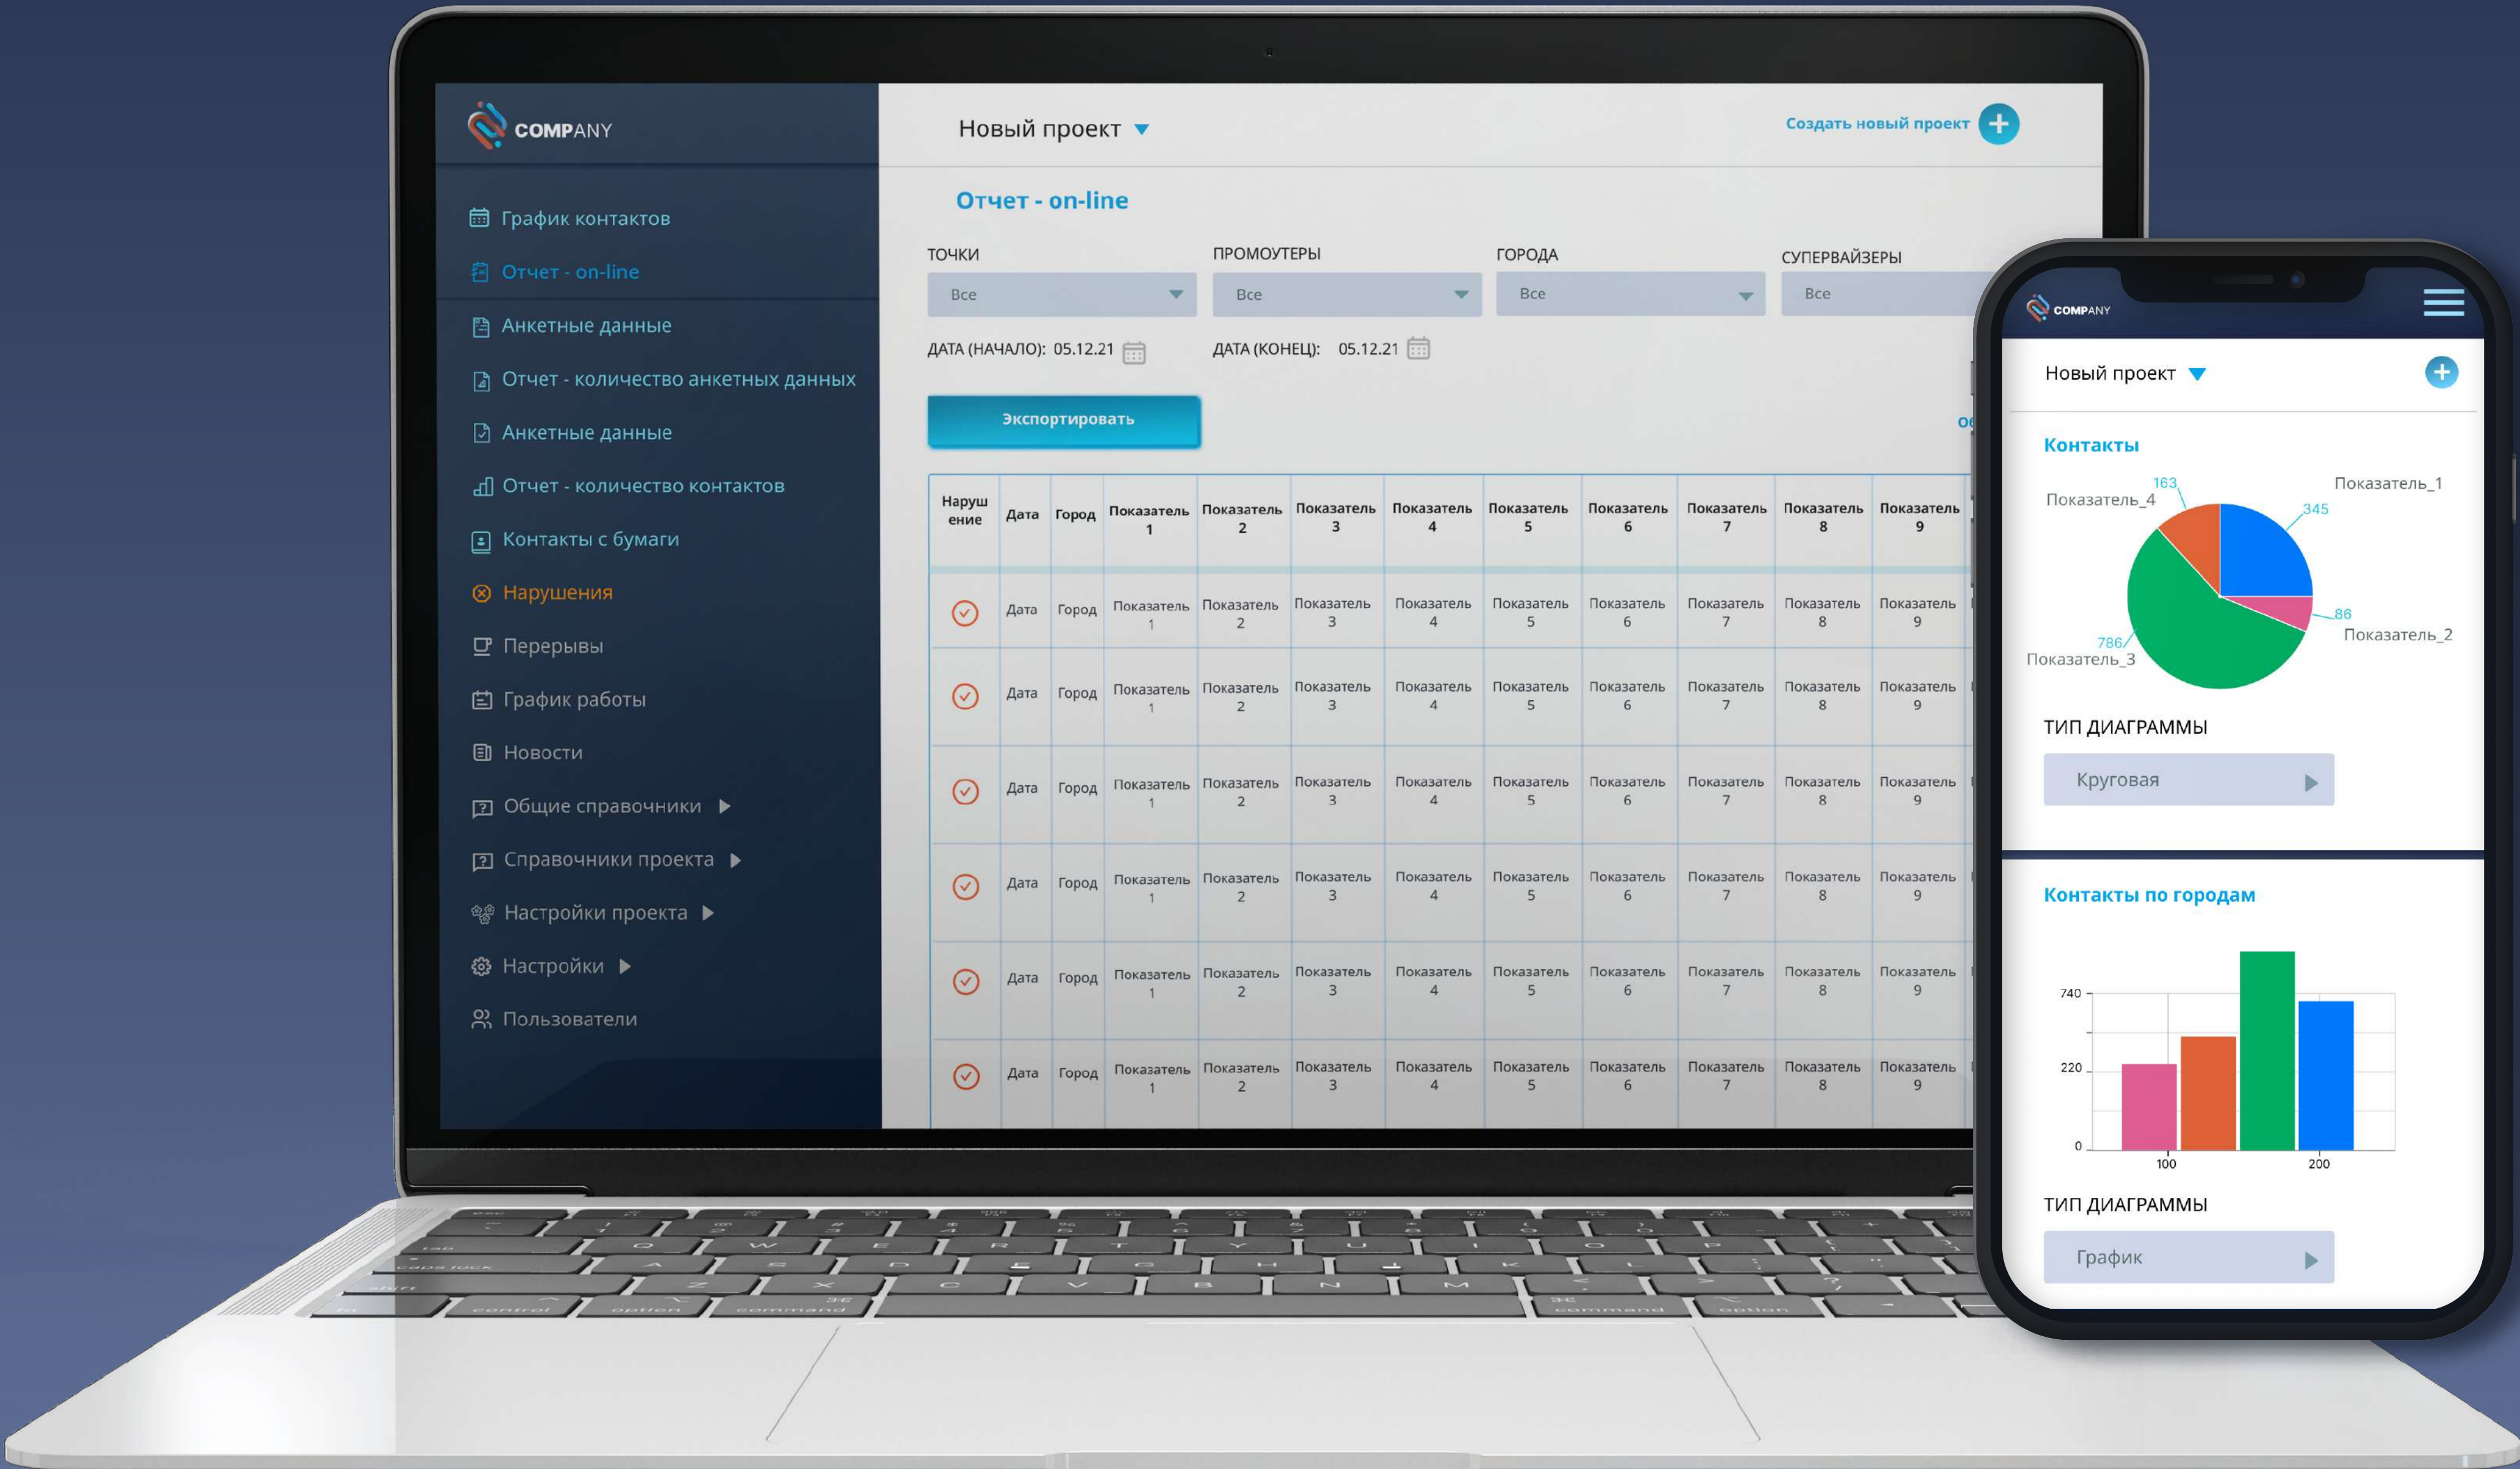 COMPANY
График контактов
Отчет - on-line
Анкетные данные
Отчет - количество анкетных данных
Анкетные данные
Отчет - количество контактов
Контакты с бумаги
Нарушения
Перерывы
График работы
Новости
Общие справочники
Справочники проекта
Настройки проекта
Настройки
Пользователи
Новый проект
Создать новый проект
Отчет - on-line
ТОЧКИ ПРОМОУТЕРЫ ГОРОДА СУПЕРВАЙЗЕРЫ
Все Все Все Все
ДАТА (НАЧАЛО): 05.12.21 ДАТА (КОНЕЦ): 05.12.21
Экспортировать
Наруш
ение Дата Город Показатель 1 Показатель 2 Показатель 3 Показатель 4 Показатель 5 Показатель 6 Показатель 7 Показатель 8 Показатель 9
Дата Город Показатель 1 Показатель 2 Показатель 3 Показатель 4 Показатель 5 Показатель 6 Показатель 7 Показатель 8 Показатель 9
Дата Город Показатель 1 Показатель 2 Показатель 3 Показатель 4 Показатель 5 Показатель 6 Показатель 7 Показатель 8 Показатель 9
Дата Город Показатель 1 Показатель 2 Показатель 3 Показатель 4 Показатель 5 Показатель 6 Показатель 7 Показатель 8 Показатель 9
Дата Город Показатель 1 Показатель 2 Показатель 3 Показатель 4 Показатель 5 Показатель 6 Показатель 7 Показатель 8 Показатель 9
Дата Город Показатель 1 Показатель 2 Показатель 3 Показатель 4 Показатель 5 Показатель 6 Показатель 7 Показатель 8 Показатель 9
Дата Город Показатель 1 Показатель 2 Показатель 3 Показатель 4 Показатель 5 Показатель 6 Показатель 7 Показатель 8 Показатель 9
COMPANY
Новый проект
Контакты
163
Показатель_4
Показатель_1
345
86
Показатель_2
786
Показатель_3
ТИП ДИАГРАММЫ
Круговая
Контакты по городам
740
220
0
100 200
ТИП ДИАГРАММЫ
График